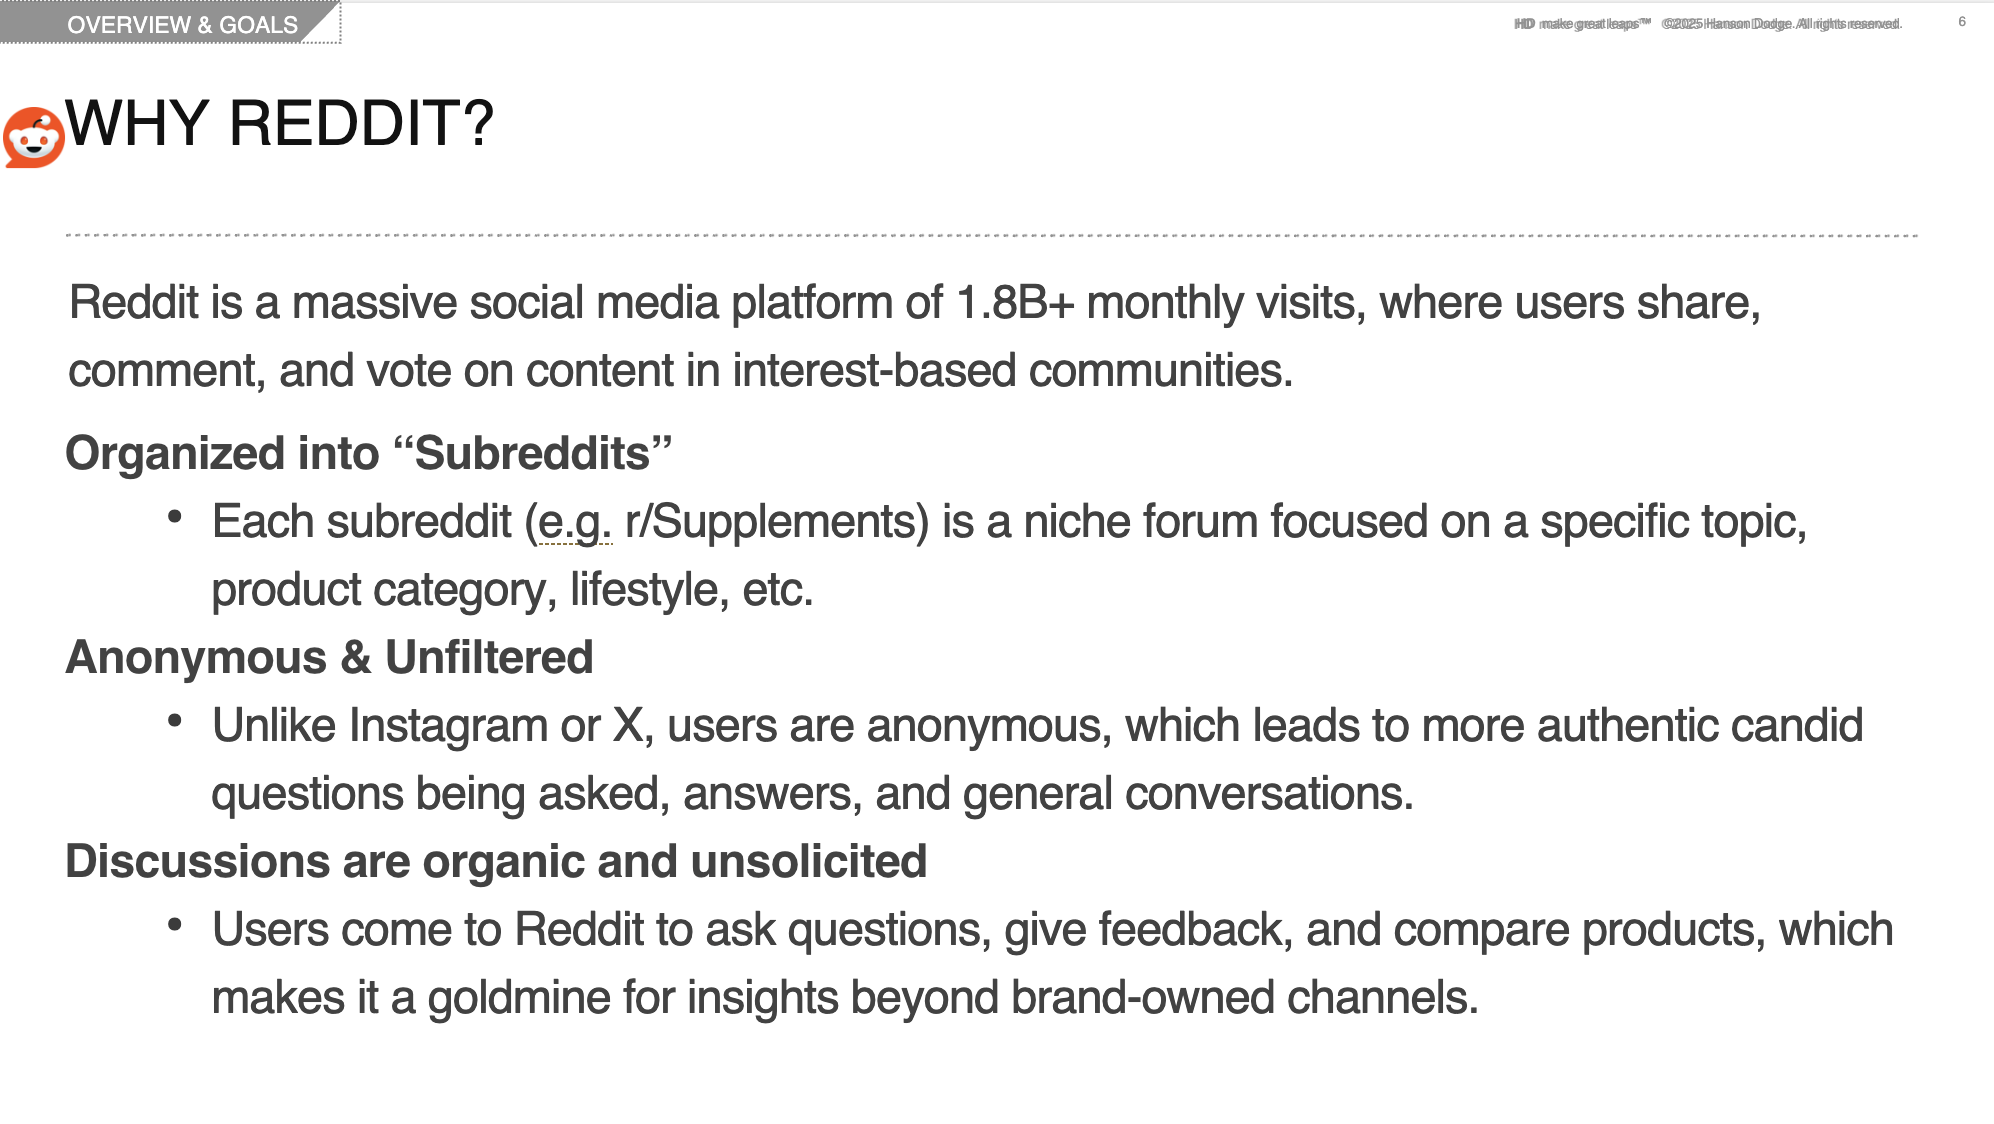 OVERVIEW & GOALS
HD make great leaps™ ©2025 Hanson Dodge. All rights reserved.
6
WHY REDDIT?
Reddit is a massive social media platform of 1.8B+ monthly visits, where users share,
comment, and vote on content in interest-based communities.
Organized into “Subreddits”
• Each subreddit (e.g. r/Supplements) is a niche forum focused on a specific topic,
product category, lifestyle, etc.
Anonymous & Unfiltered
• Unlike Instagram or X, users are anonymous, which leads to more authentic candid
questions being asked, answers, and general conversations.
Discussions are organic and unsolicited
• Users come to Reddit to ask questions, give feedback, and compare products, which
makes it a goldmine for insights beyond brand-owned channels.